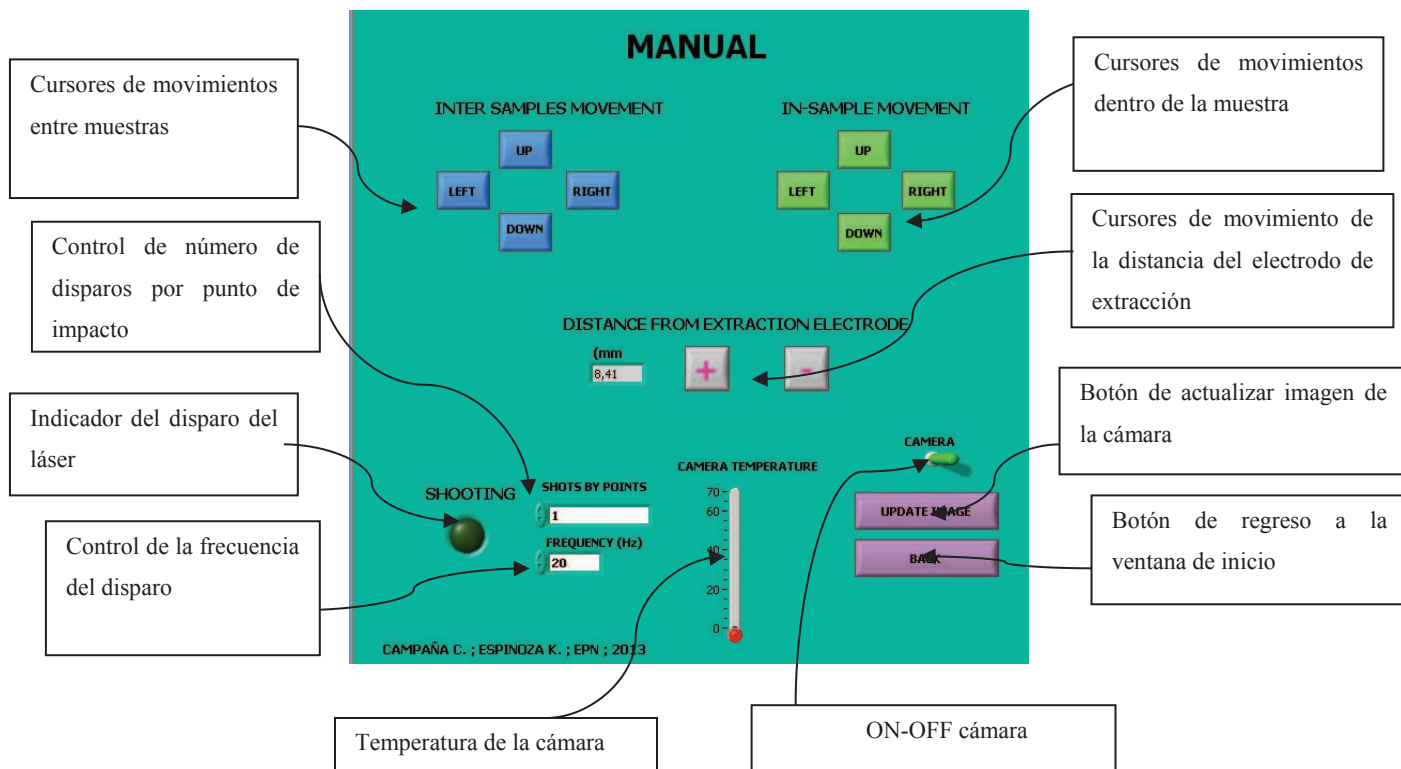 MANUAL
Cursores de movimientos
entre muestras
Cursores de movimientos
dentro de la muestra
INTER SAMPLES MOVEMENT
IN-SAMPLE MOVEMENT
UP
UP
LEFT
RIGHT
LEFT
RIGHT
DOWN
DOWN
Control de número de
disparos por punto de
impacto
Cursores de movimiento de
la distancia del electrodo de
extracción
DISTANCE FROM EXTRACTION ELECTRODE
(mm
8,41
+
-
Indicador del disparo del
láser
Botón de actualizar imagen de
la cámara
CAMERA
CAMERA TEMPERATURE
SHOOTING
SHOTS BY POINTS
1
FREQUENCY (Hz)
20
70
60
40
20
0
UPDATE IMAGE
BACK
Control de la frecuencia
del disparo
Botón de regreso a la
ventana de inicio
CAMPAÑA C. ; ESPINOZA K. ; EPN ; 2013
Temperatura de la cámara
ON-OFF cámara